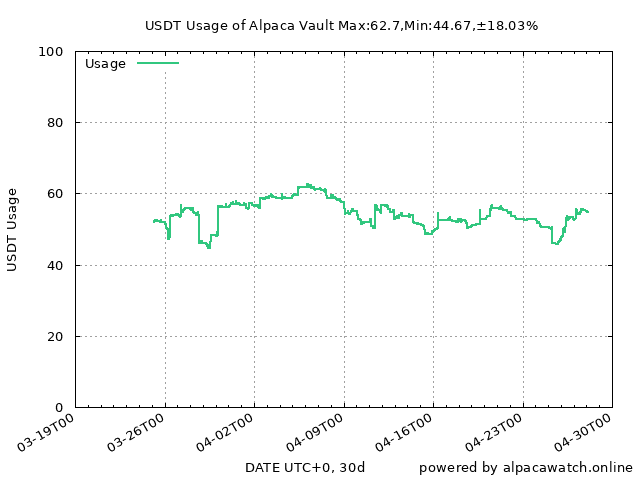 USDT Usage of Alpaca Vault Max:62.7,Min:44.67,±18.03%
100
Usage
80
60
USDT Usage
40
20
0
03-19T00
03-26T00
04-02T00
04-09T00
04-16T00
04-23T00
04-30T00
DATE UTC+0, 30d
powered by alpacawatch.online